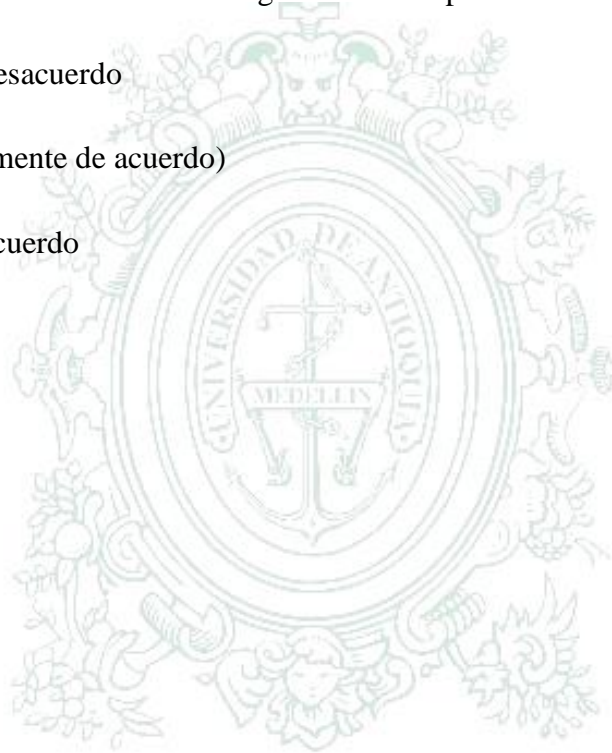 esacuerdo
mente de acuerdo)
cuerdo
UNIVERSIDAD DE ANTIOQUIA
MEDELLIN